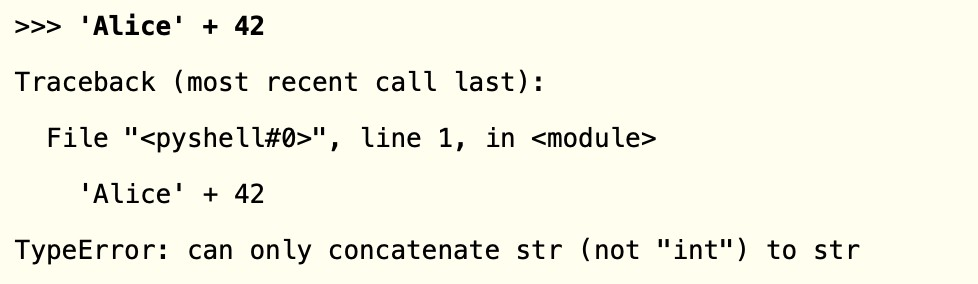 >>> 'Alice' + 42
Traceback (most recent call last):
  File "<pyshell#0>", line 1, in <module>
    'Alice' + 42
TypeError: can only concatenate str (not "int") to str